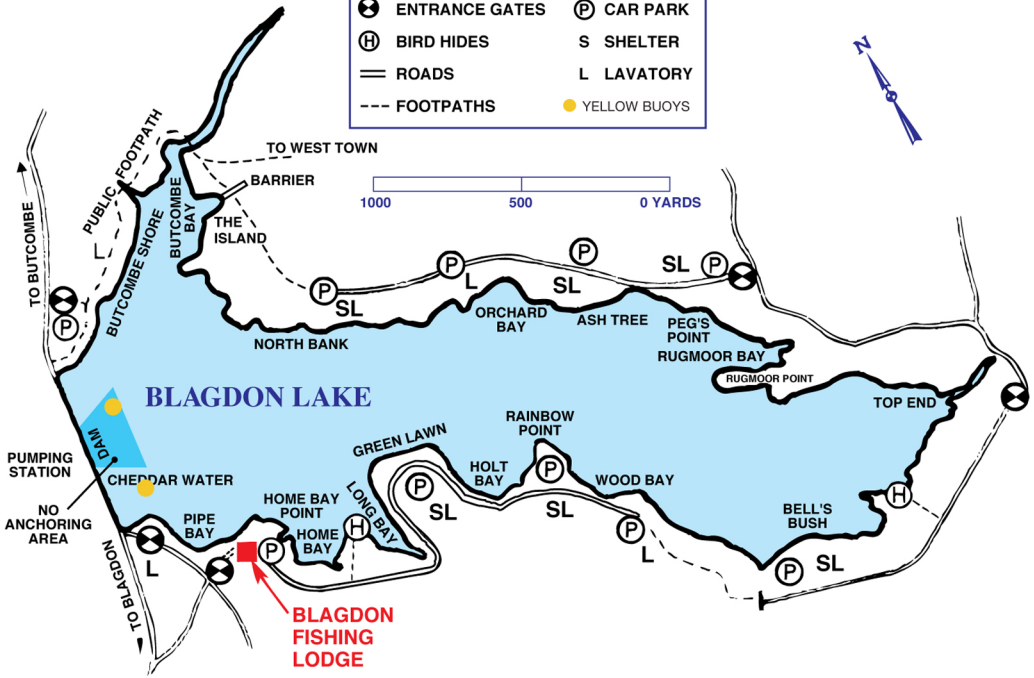 ENTRANCE GATES
P CAR PARK
H BIRD HIDES
S SHELTER
ROADS
L LAVATORY
FOOTPATHS
YELLOW BUOYS
N
TO WEST TOWN
BARRIER
1000 500 0 YARDS
PUBLIC FOOTPATH
L
TO BUTCOMBE
BUTCOMBE SHORE
BUTCOMBE
BAY
THE
ISLAND
P
P
SL
P
L
P
SL
SL
P
NORTH BANK
ORCHARD
BAY
ASH TREE
PEG'S
POINT
RUGMOOR BAY
RUGMOOR POINT
TOP END
BLAGDON LAKE
DAM
PUMPING
STATION
CHEDDAR WATER
NO
ANCHORING
AREA
PIPE
BAY
HOME BAY
POINT
HOME
BAY
H
LONG BAY
GREEN LAWN
P
SL
HOLT
BAY
RAINBOW
POINT
P
SL
WOOD BAY
P
L
BELL'S
BUSH
H
P
SL
L
P
TO BLAGDON
BLAGDON
FISHING
LODGE